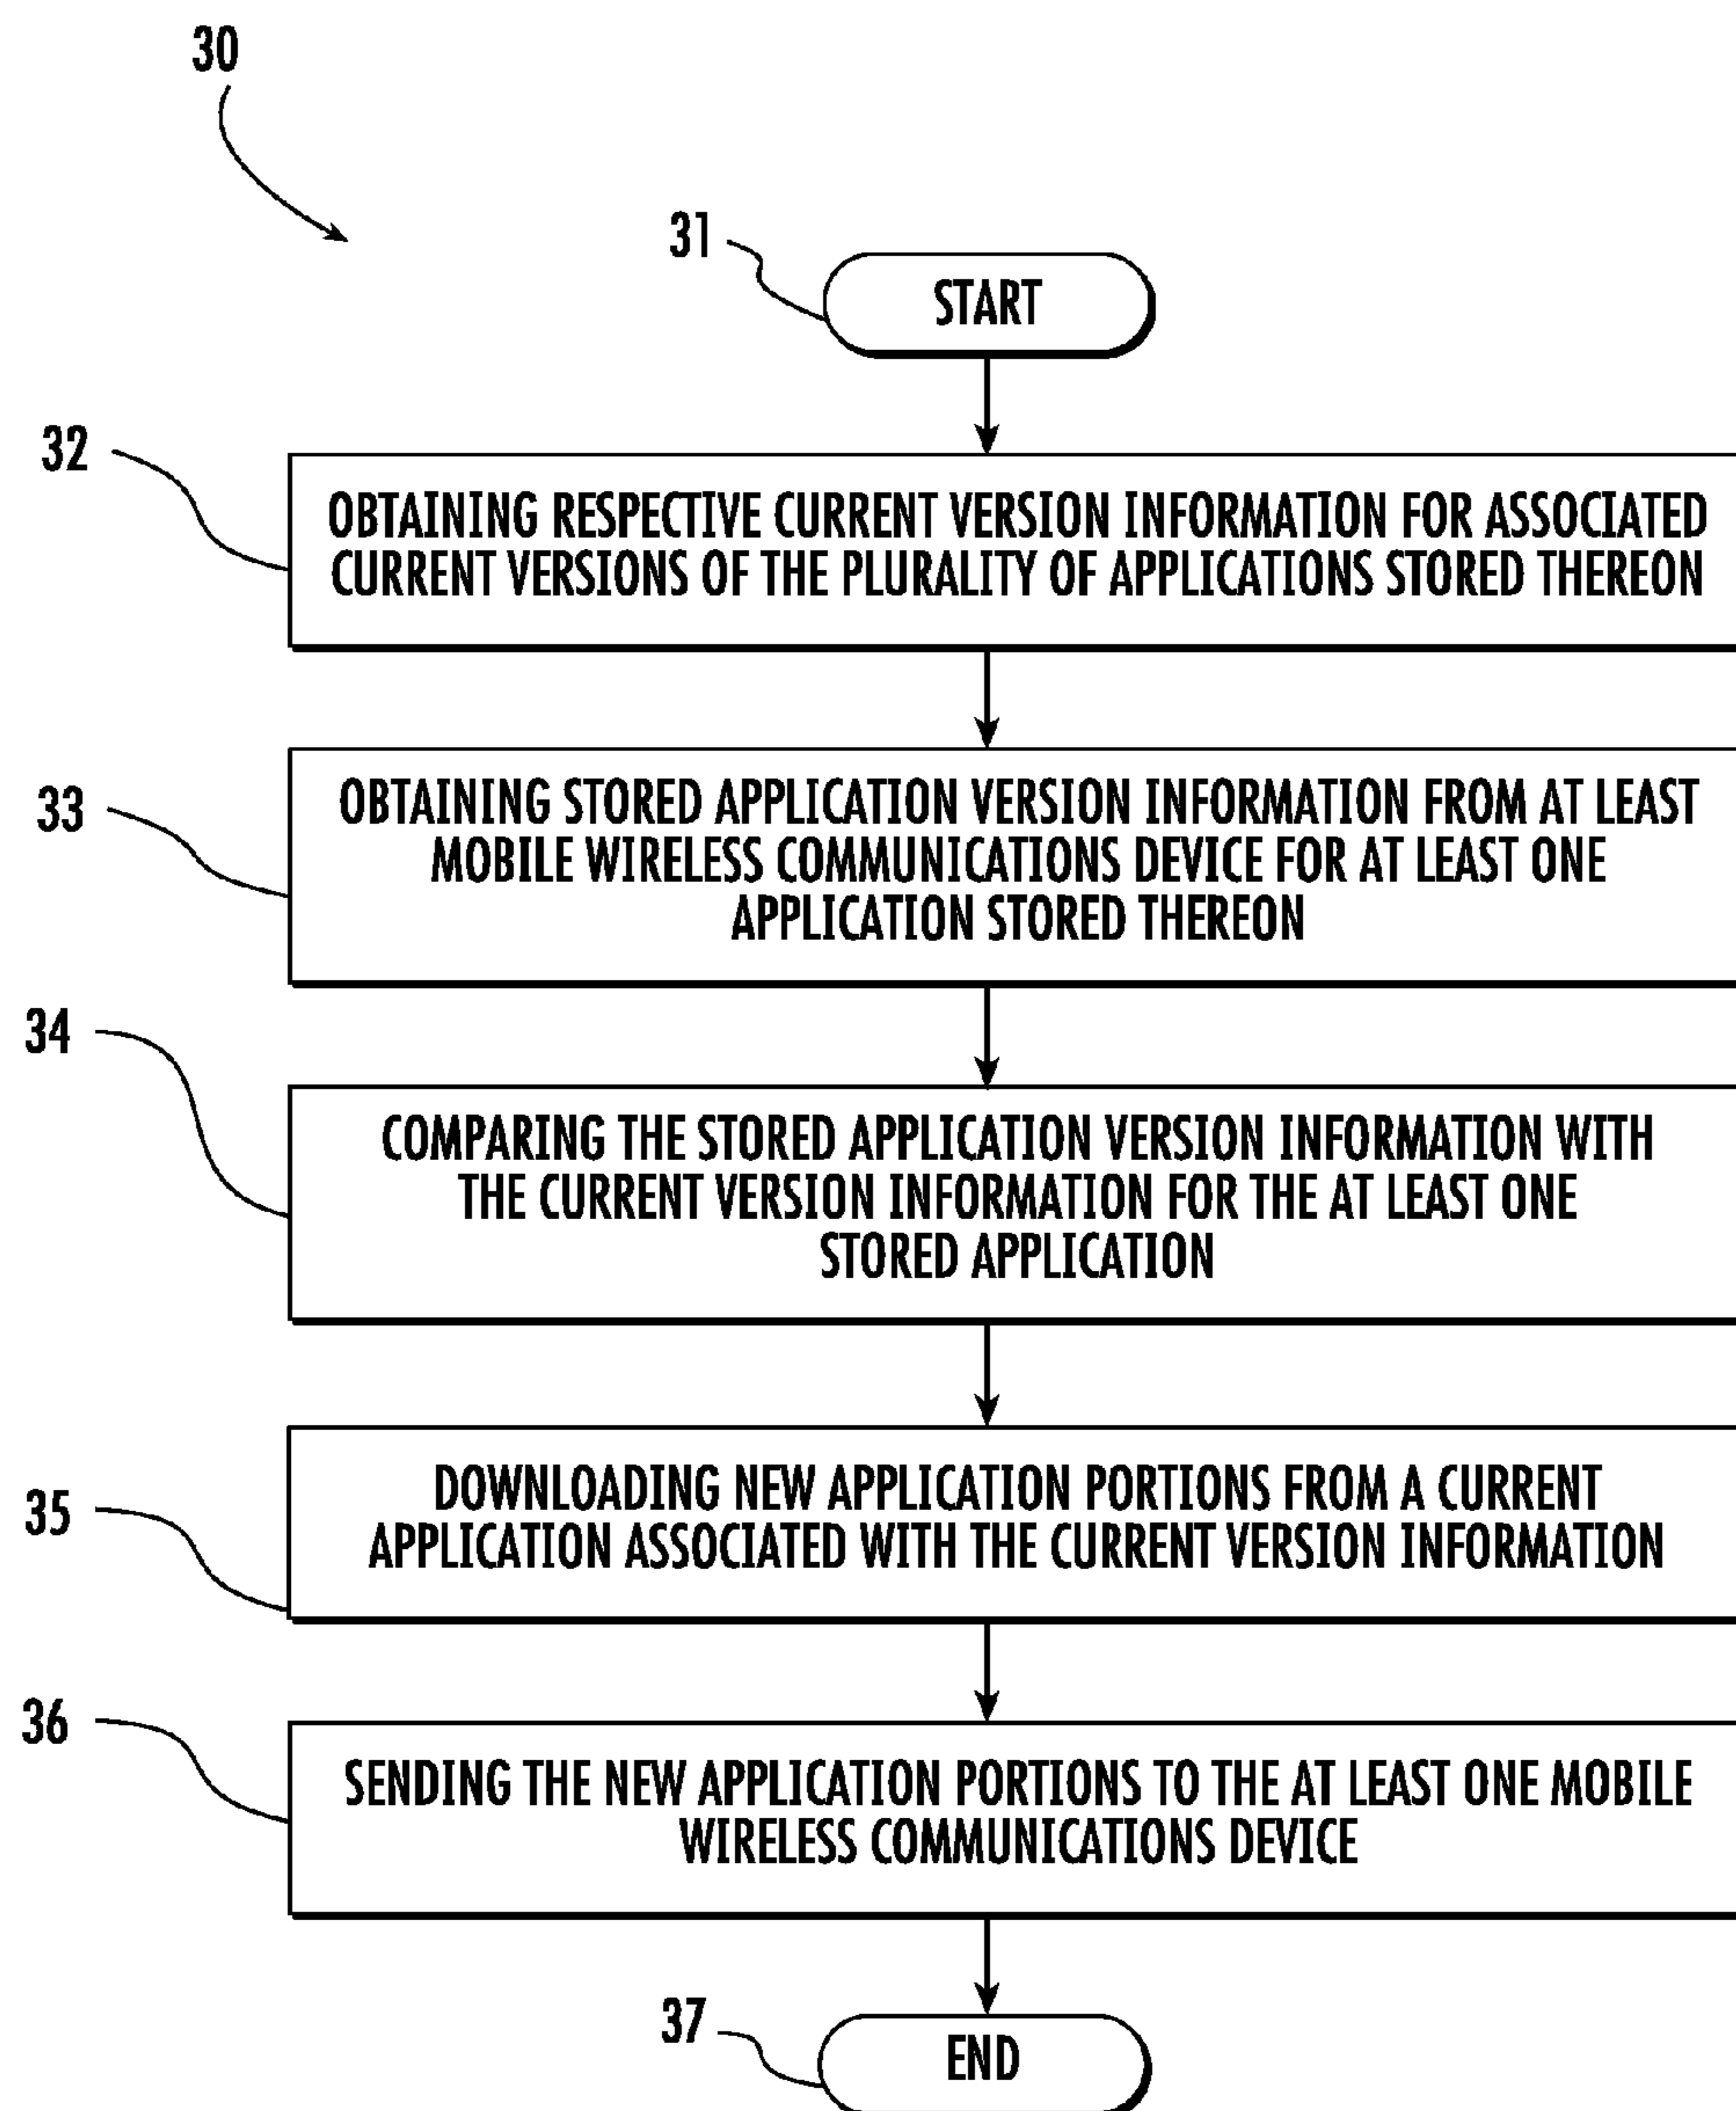 30
31
START
32
OBTAINING RESPECTIVE CURRENT VERSION INFORMATION FOR ASSOCIATED
CURRENT VERSIONS OF THE PLURALITY OF APPLICATIONS STORED THEREON
33
OBTAINING STORED APPLICATION VERSION INFORMATION FROM AT LEAST
MOBILE WIRELESS COMMUNICATIONS DEVICE FOR AT LEAST ONE
APPLICATION STORED THEREON
34
COMPARING THE STORED APPLICATION VERSION INFORMATION WITH
THE CURRENT VERSION INFORMATION FOR THE AT LEAST ONE
STORED APPLICATION
35
DOWNLOADING NEW APPLICATION PORTIONS FROM A CURRENT
APPLICATION ASSOCIATED WITH THE CURRENT VERSION INFORMATION
36
SENDING THE NEW APPLICATION PORTIONS TO THE AT LEAST ONE MOBILE
WIRELESS COMMUNICATIONS DEVICE
37
END